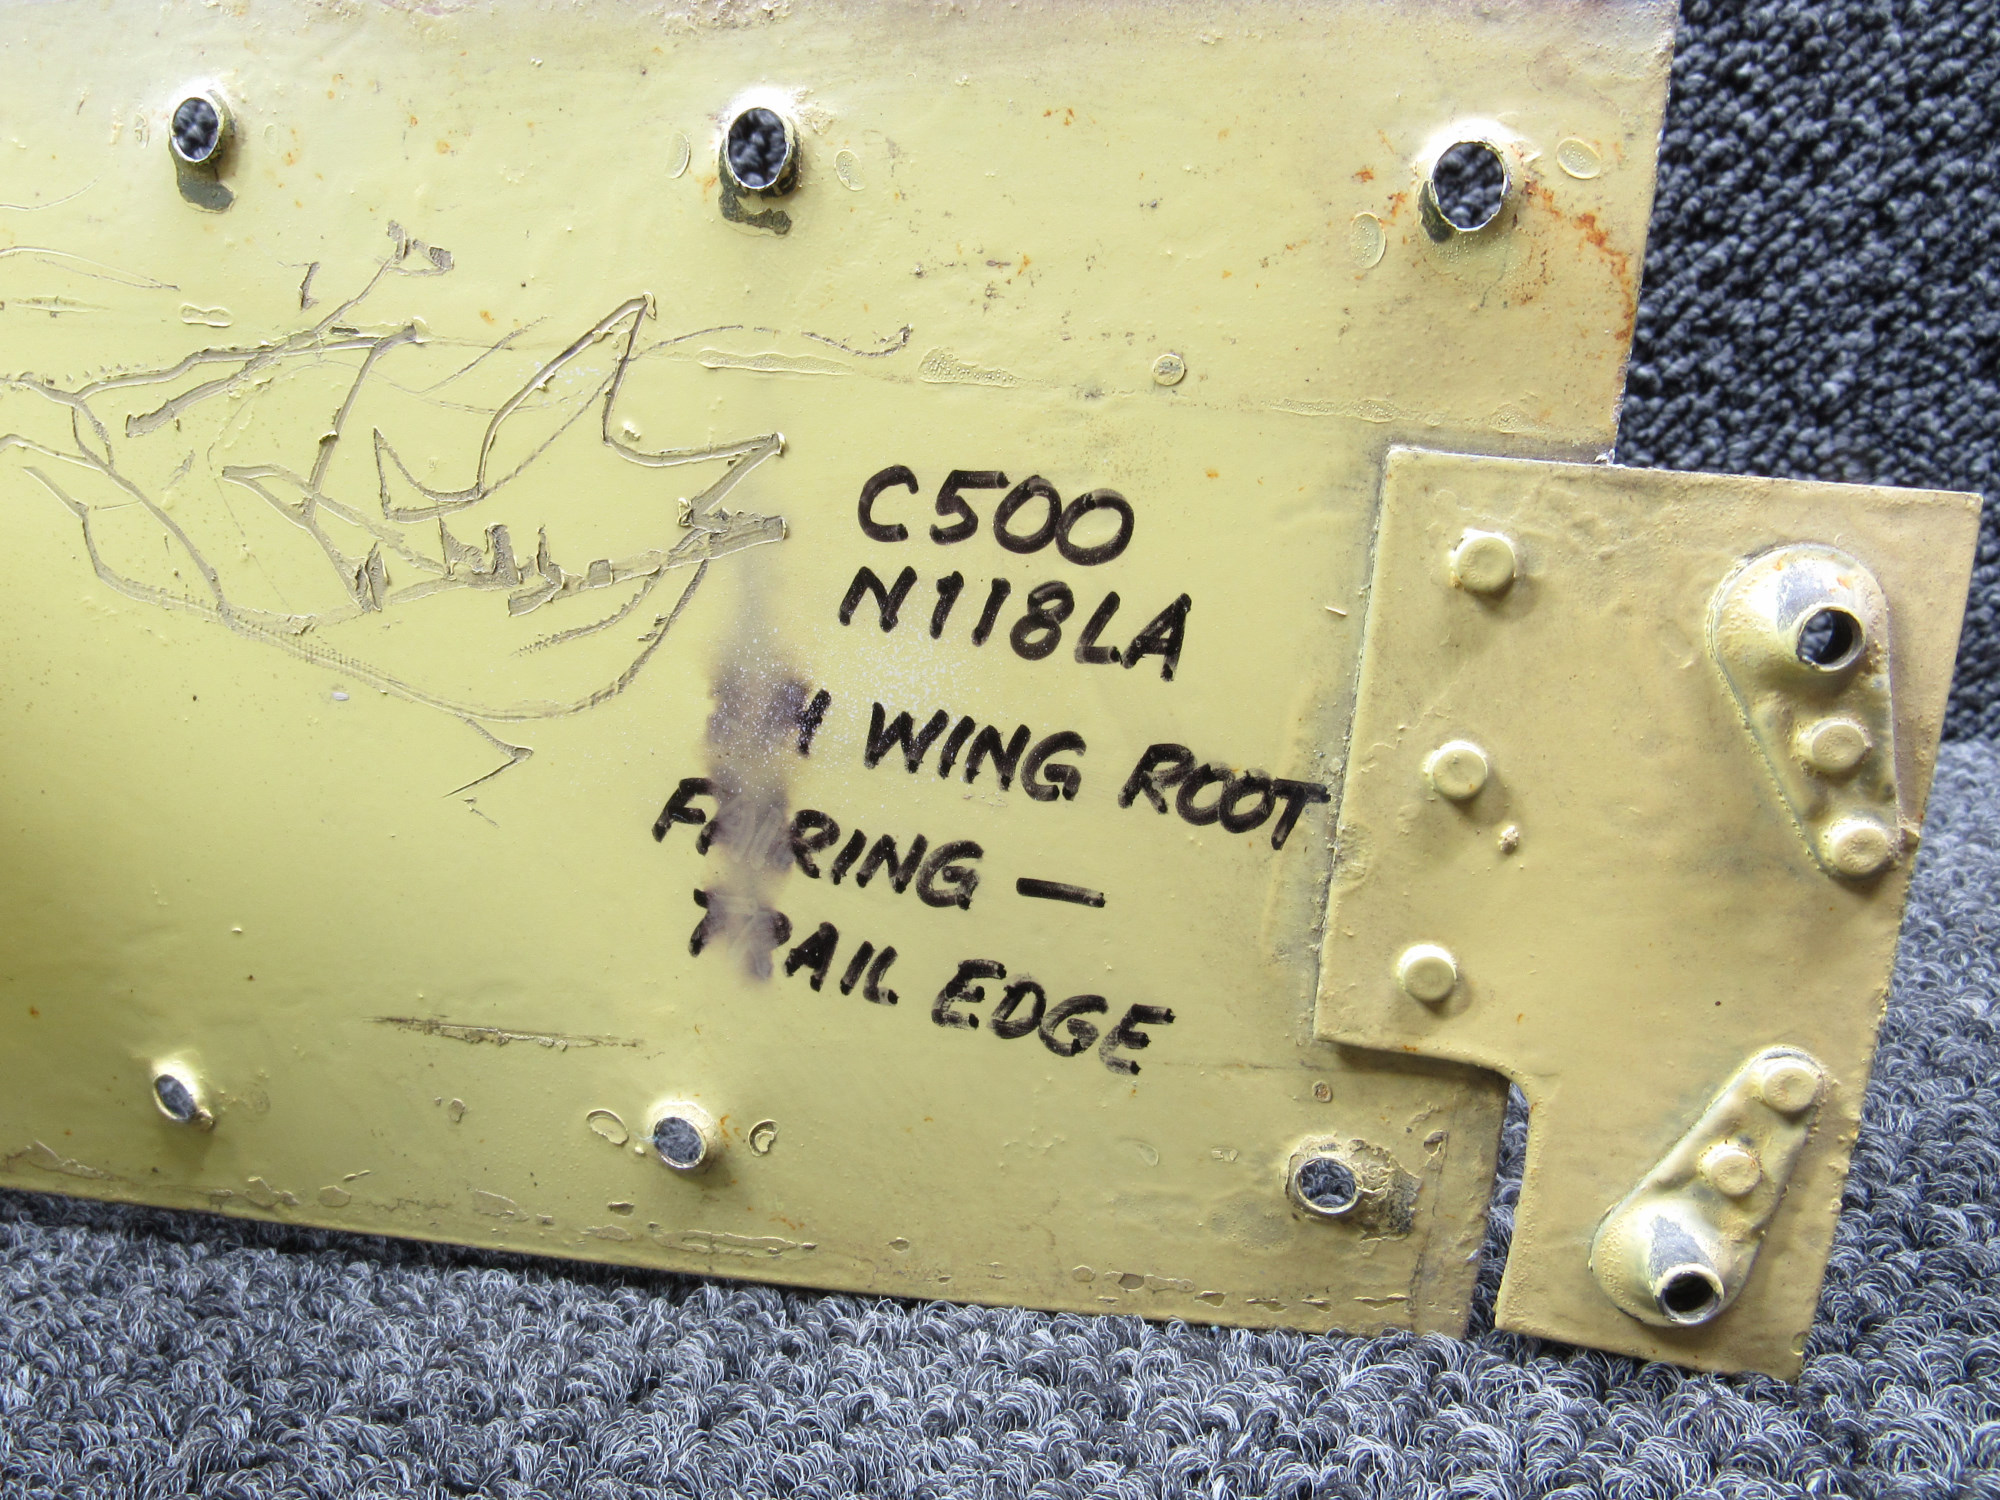 C500
N118LA
WING ROOT
FAIRING —
TRAIL EDGE